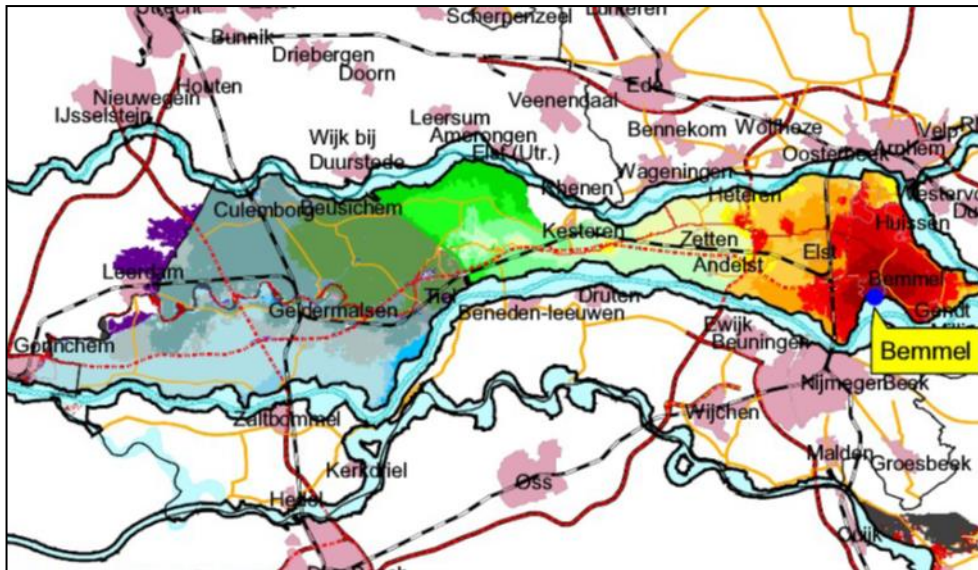 Scherpenzeel
Bunnik
Driebergen
Doorn
Ede
Houten
Nieuwegein
IJsselstein
Veenendaal
Leersum
Amerongen
Elst (Utr.)
Wijk bij
Duurstede
Bennekom
Wolfheze
Velp
Arnhem
Oosterbeek
Wageningen
Rhenen
Heteren
Huissen
Culemborg
Beusichem
Kesteren
Zetten
Andelst
Elst
Leerdam
Bemmel
Gendt
Tiel
Druten
Geldermalsen
Beneden-leeuwen
Gorinchem
Ewijk
Beuningen
Bemmel
Nijmegen
Beek
Zaltbommel
Wijchen
Malden
Groesbeek
Kerkdriel
Oss
Hedel
Cuijk